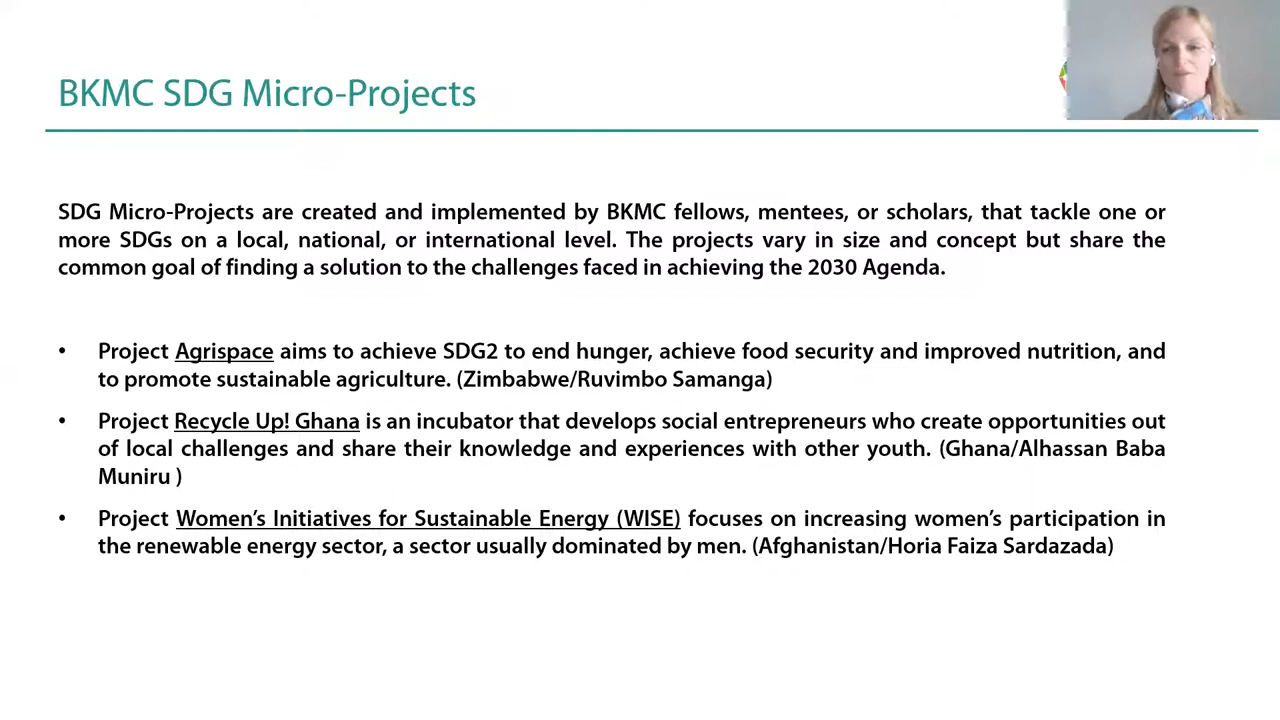 BKMC SDG Micro-Projects
SDG Micro-Projects are created and implemented by BKMC fellows, mentees, or scholars, that tackle one or
more SDGs on a local, national, or international level. The projects vary in size and concept but share the
common goal of finding a solution to the challenges faced in achieving the 2030 Agenda.
• Project Agrispace aims to achieve SDG2 to end hunger, achieve food security and improved nutrition, and
to promote sustainable agriculture. (Zimbabwe/Ruvimbo Samanga)
• Project Recycle Up! Ghana is an incubator that develops social entrepreneurs who create opportunities out
of local challenges and share their knowledge and experiences with other youth. (Ghana/Alhassan Baba
Muniru )
• Project Women’s Initiatives for Sustainable Energy (WISE) focuses on increasing women’s participation in
the renewable energy sector, a sector usually dominated by men. (Afghanistan/Horia Faiza Sardazada)